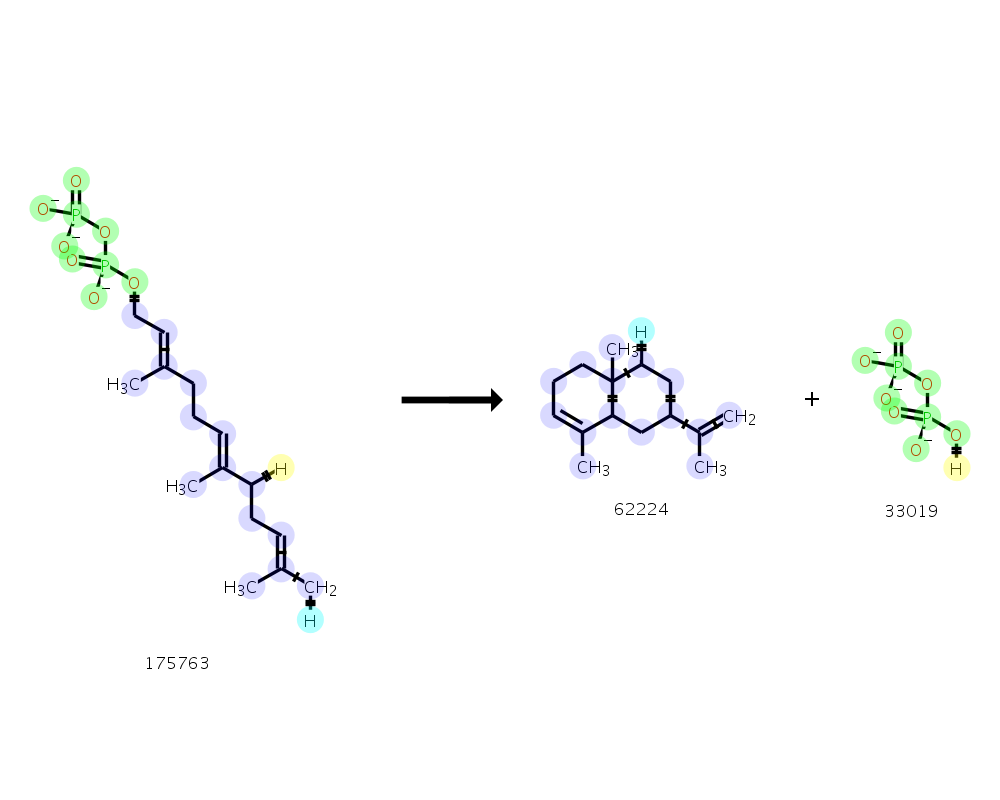 O
O⁻ P O
O⁻ O P O
O⁻
H₃C
H₃C H
H₃C CH₂
H
175763
H
CH₃
CH₂
CH₃ CH₃
62224
+
O
O⁻ P O
O⁻ O P O
O⁻ H
33019